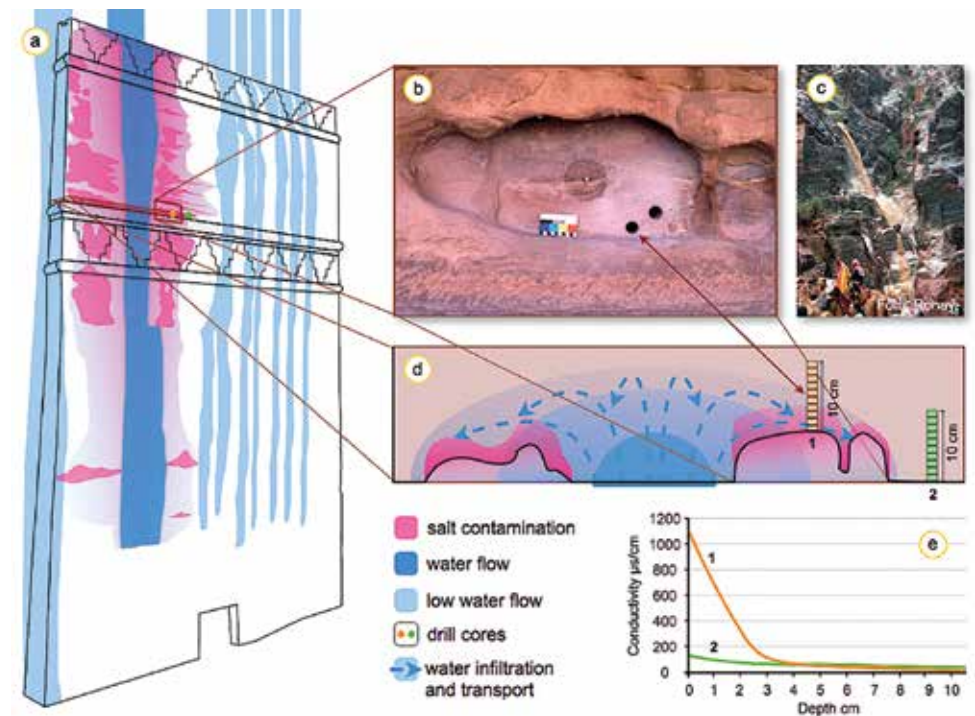 a
b
c
d
10 cm
1
10 cm
2
salt contamination
water flow
low water flow
drill cores
water infiltration
and transport
e
Conductivity µs/cm
1200
1000
800
600
400
200
0
1
2
0 1 2 3 4 5 6 7 8 9 10
Depth cm